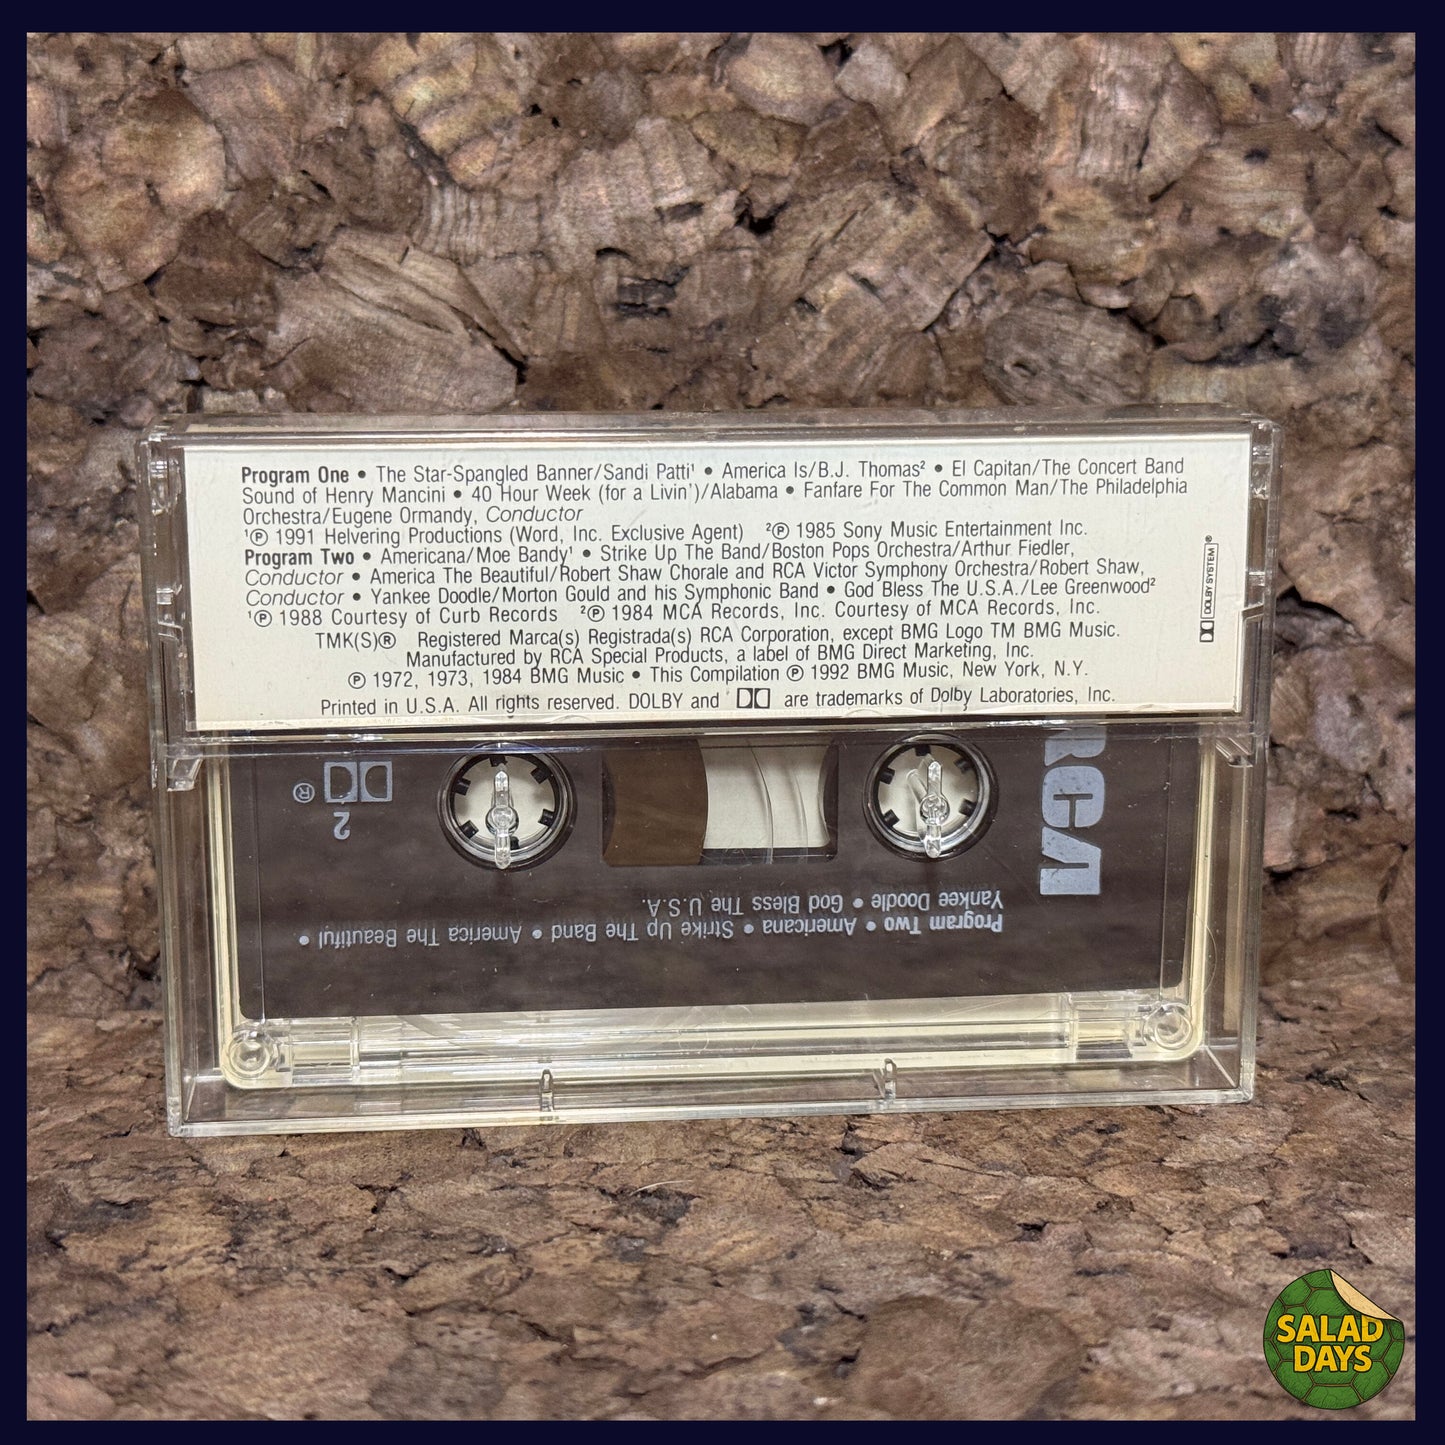 Program One • The Star-Spangled Banner/Sandi Patti¹ • America Is/B.J. Thomas² • El Capitan/The Concert Band
Sound of Henry Mancini • 40 Hour Week (for a Livin')/Alabama • Fanfare For The Common Man/The Philadelphia
Orchestra/Eugene Ormandy, Conductor
¹℗ 1991 Helvering Productions (Word, Inc. Exclusive Agent) ²℗ 1985 Sony Music Entertainment Inc.
Program Two • Americana/Moe Bandy¹ • Strike Up The Band/Boston Pops Orchestra/Arthur Fiedler,
Conductor • America The Beautiful/Robert Shaw Chorale and RCA Victor Symphony Orchestra/Robert Shaw,
Conductor • Yankee Doodle/Morton Gould and his Symphonic Band • God Bless The U.S.A./Lee Greenwood²
¹℗ 1988 Courtesy of Curb Records ²℗ 1984 MCA Records, Inc. Courtesy of MCA Records, Inc.
TMK(S)® Registered Marca(s) Registrada(s) RCA Corporation, except BMG Logo TM BMG Music.
Manufactured by RCA Special Products, a label of BMG Direct Marketing, Inc.
℗ 1972, 1973, 1984 BMG Music • This Compilation ℗ 1992 BMG Music, New York, N.Y.
Printed in U.S.A. All rights reserved. DOLBY and are trademarks of Dolby Laboratories, Inc.
DOLBY SYSTEM®
RCA
®
2
Program Two • Americana • Strike Up The Band • America The Beautiful •
Yankee Doodle • God Bless The U.S.A.
SALAD
DAYS